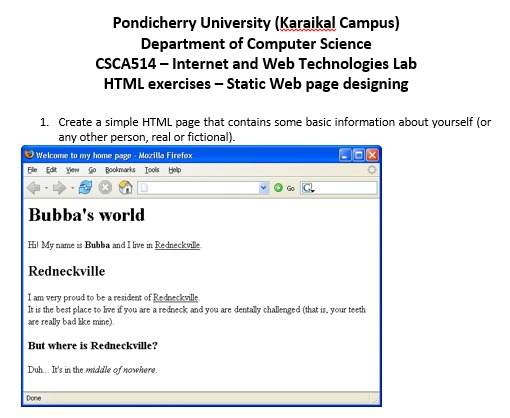 Pondicherry University (Karaikal Campus)
Department of Computer Science
CSCA514 – Internet and Web Technologies Lab
HTML exercises – Static Web page designing
1. Create a simple HTML page that contains some basic information about yourself (or
any other person, real or fictional).
Welcome to my home page - Mozilla Firefox
File Edit View Go Bookmarks Tools Help
Go
Bubba's world
Hi! My name is Bubba and I live in Redneckville.
Redneckville
I am very proud to be a resident of Redneckville.
It is the best place to live if you are a redneck and you are dentally challenged (that is, your teeth
are really bad like mine).
But where is Redneckville?
Duh... It's in the middle of nowhere.
Done